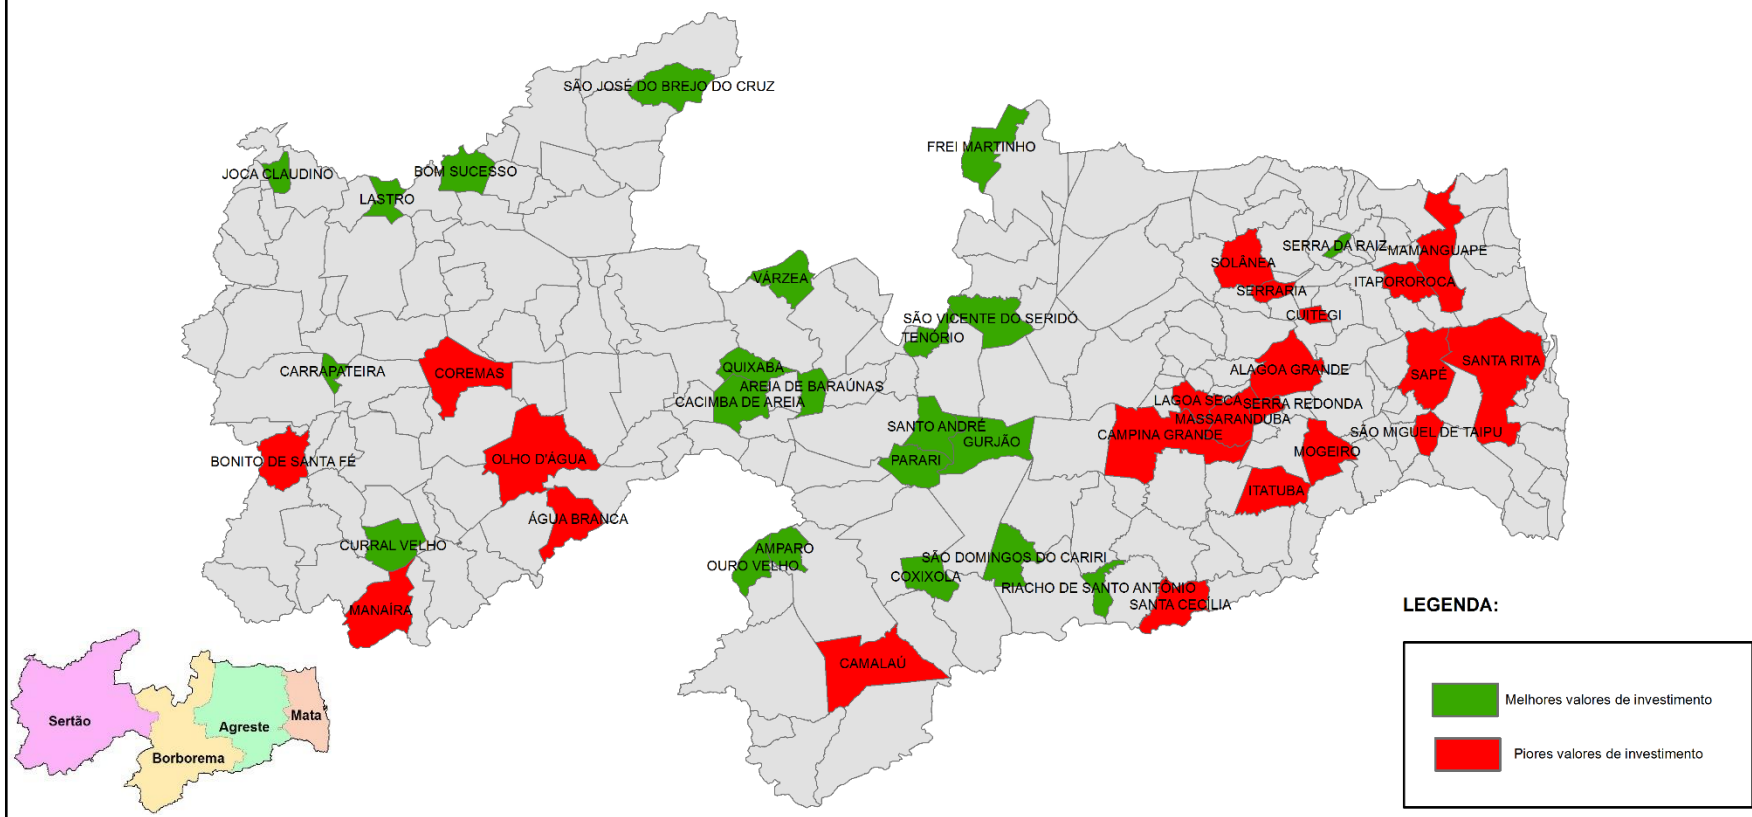 SÃO JOSÉ DO BREJO DO CRUZ
FREI MARTINHO
JOCA CLAUDINO
BOM SUCESSO
LASTRO
SERRA DA RAIZ
MAMANGUAPE
SOLÂNEA
VÁRZEA
ITAPOROROCA
SERRARIA
SÃO VICENTE DO SERIDÓ
CUITEGI
TENÓRIO
SANTA RITA
QUIXABA
ALAGOA GRANDE
CARRAPATEIRA
COREMAS
SAPÉ
AREIA DE BARAÚNAS
CACIMBA DE AREIA
LAGOA SECA
SERRA REDONDA
MASSARANDUBA
SANTO ANDRÉ
CAMPINA GRANDE
SÃO MIGUEL DE TAIPU
GURJÃO
MOGEIRO
BONITO DE SANTA FÉ
OLHO D'ÁGUA
PARARI
ITATUBA
ÁGUA BRANCA
CURRAL VELHO
AMPARO
SÃO DOMINGOS DO CARIRI
OURO VELHO
COXIXOLA
RIACHO DE SANTO ANTÔNIO
SANTA CECÍLIA
MANAÍRA
CAMALAÚ
LEGENDA:
Melhores valores de investimento
Piores valores de investimento
Sertão
Borborema
Agreste
Mata